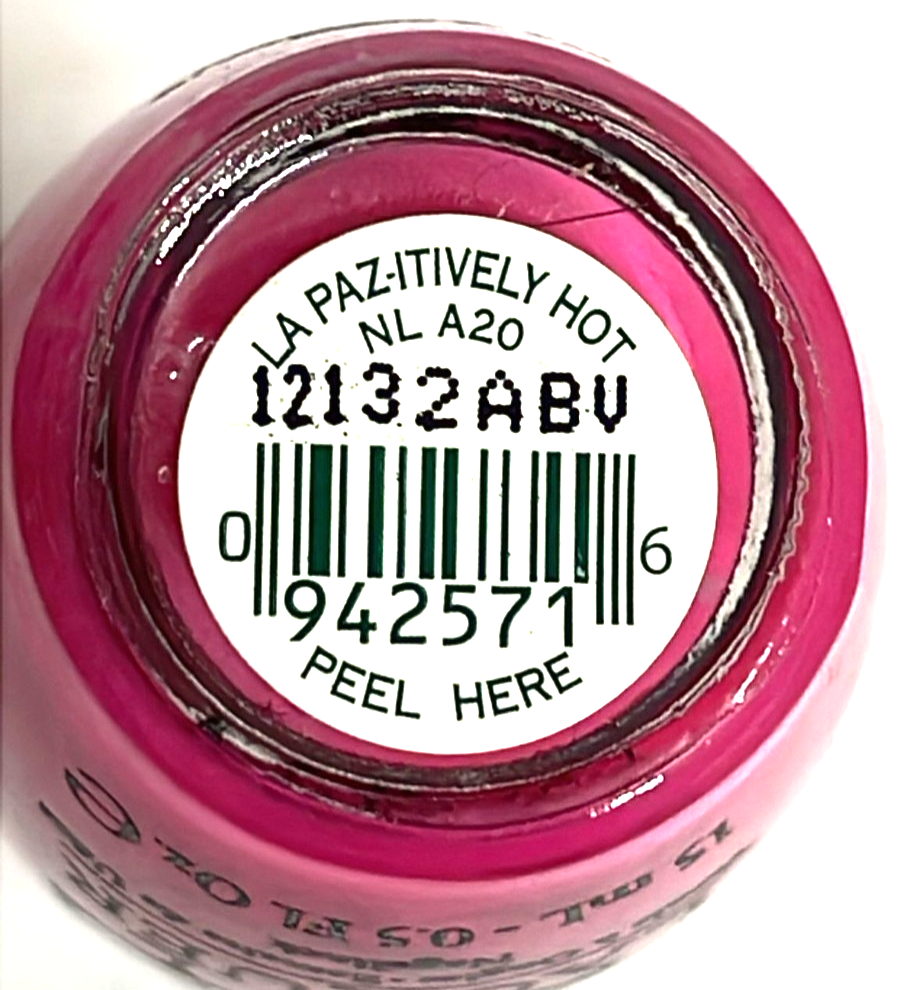 LA PAZ-ITIVELY HOT
NL A20
12132ABV
0 942571 6
PEEL HERE
15 mL - 0.5 FL. OZ. e